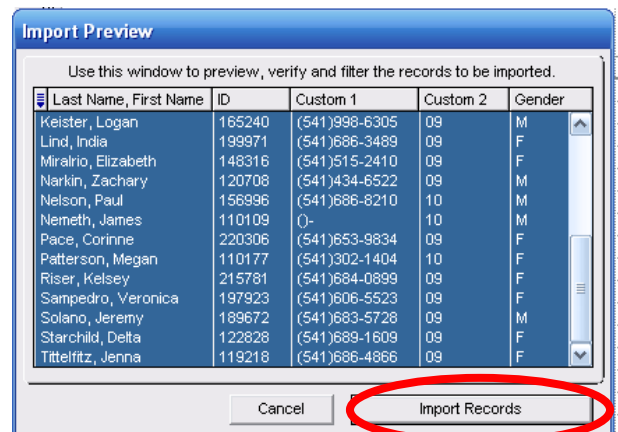 Import Preview
Use this window to preview, verify and filter the records to be imported.
Last Name, First Name ID Custom 1 Custom 2 Gender
Keister, Logan 165240 (541)998-6305 09 M
Lind, India 199971 (541)686-3489 09 F
Miralrio, Elizabeth 148316 (541)515-2410 09 F
Narkin, Zachary 120708 (541)434-6522 09 M
Nelson, Paul 156996 (541)686-8210 10 M
Nemeth, James 110109 ()- 10 M
Pace, Corinne 220306 (541)653-9834 09 F
Patterson, Megan 110177 (541)302-1404 10 F
Riser, Kelsey 215781 (541)684-0899 09 F
Sampedro, Veronica 197923 (541)606-5523 09 F
Solano, Jeremy 189672 (541)683-5728 09 M
Starchild, Delta 122828 (541)689-1609 09 F
Tittelfitz, Jenna 119218 (541)686-4866 09 F
Cancel Import Records